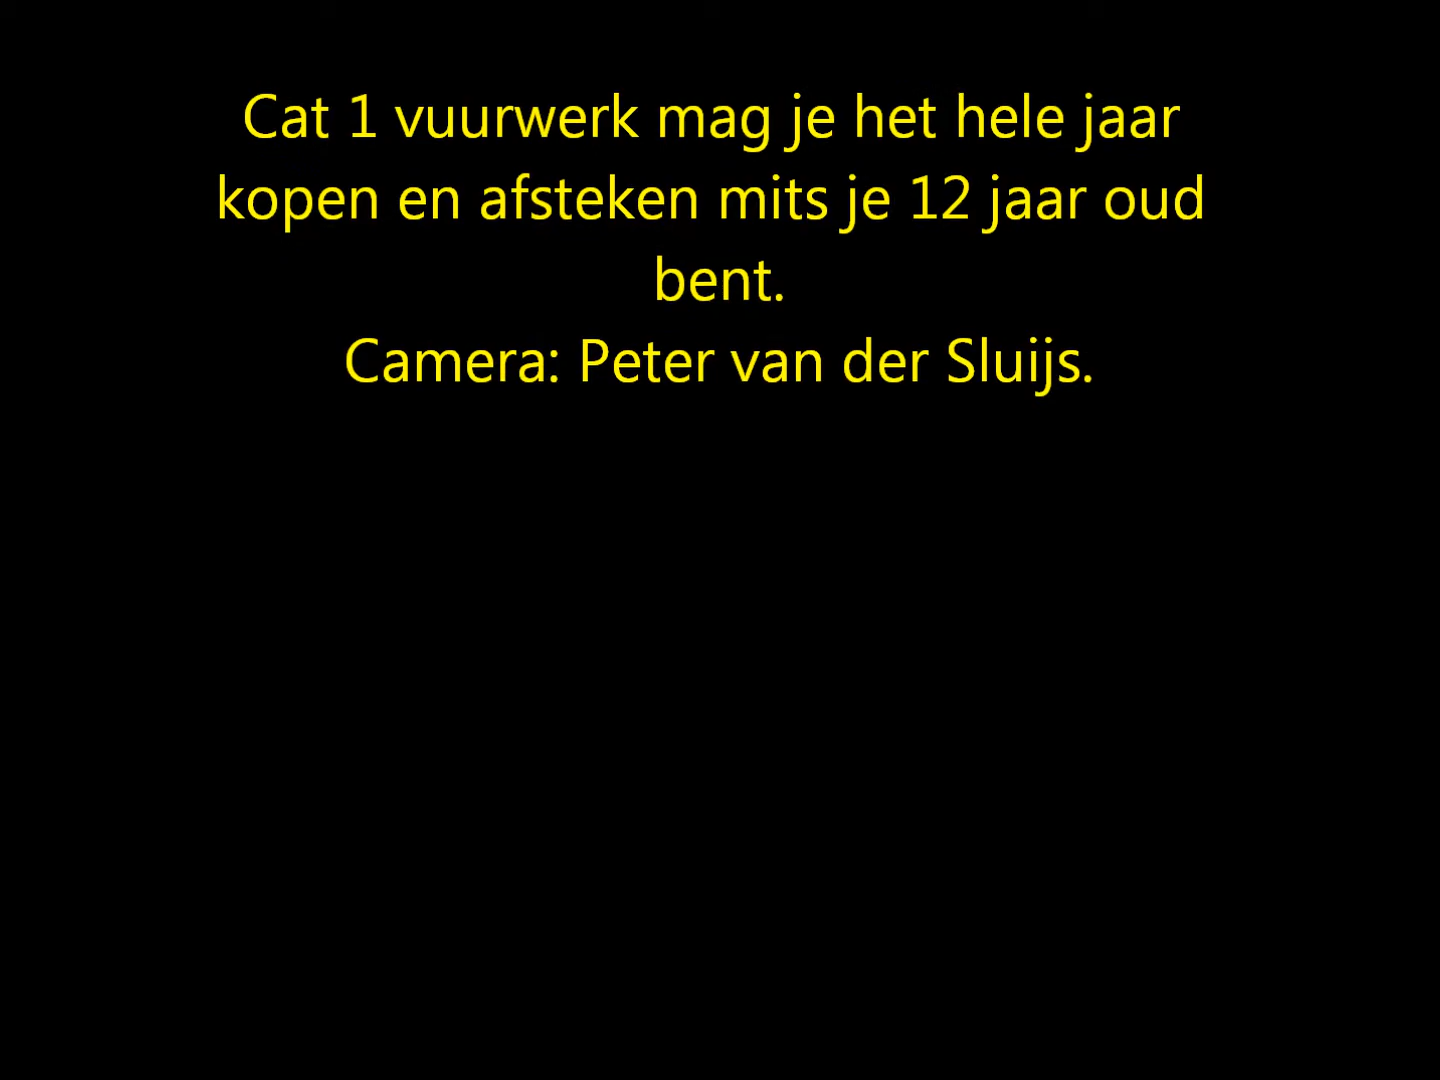 Cat 1 vuurwerk mag je het hele jaar
kopen en afsteken mits je 12 jaar oud
bent.
Camera: Peter van der Sluijs.